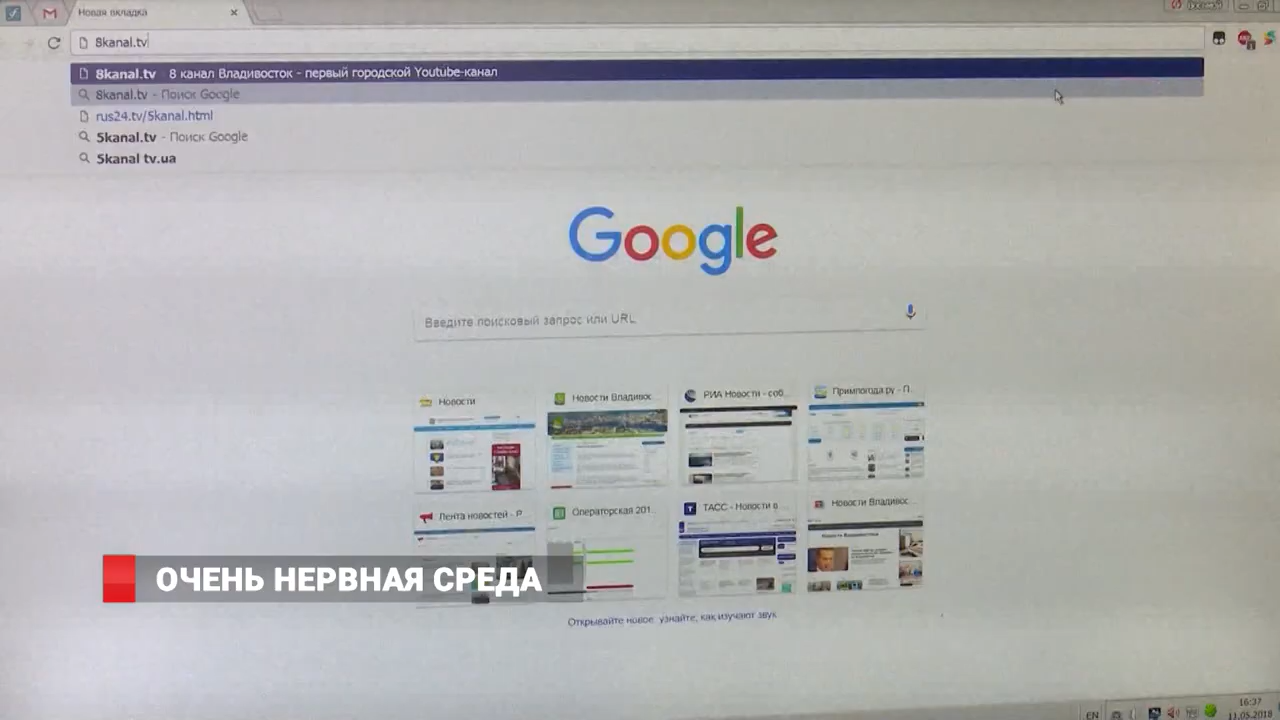 Новая вкладка
8kanal.tv
8kanal.tv - 8 канал Владивосток - первый городской Youtube-канал
8kanal.tv - Поиск Google
rus24.tv/5kanal.html
5kanal.tv - Поиск Google
5kanal tv.ua
Google
Введите поисковый запрос или URL
Новости
Новости Владивос...
РИА Новости - соб...
Примпогода.ру - П...
Лента новостей - Р...
Операторская 201...
ТАСС - Новости в ...
Новости Владивос...
ОЧЕНЬ НЕРВНАЯ СРЕДА
Открывайте новое: узнайте, как изучают звук
EN
16:37
11.05.2018